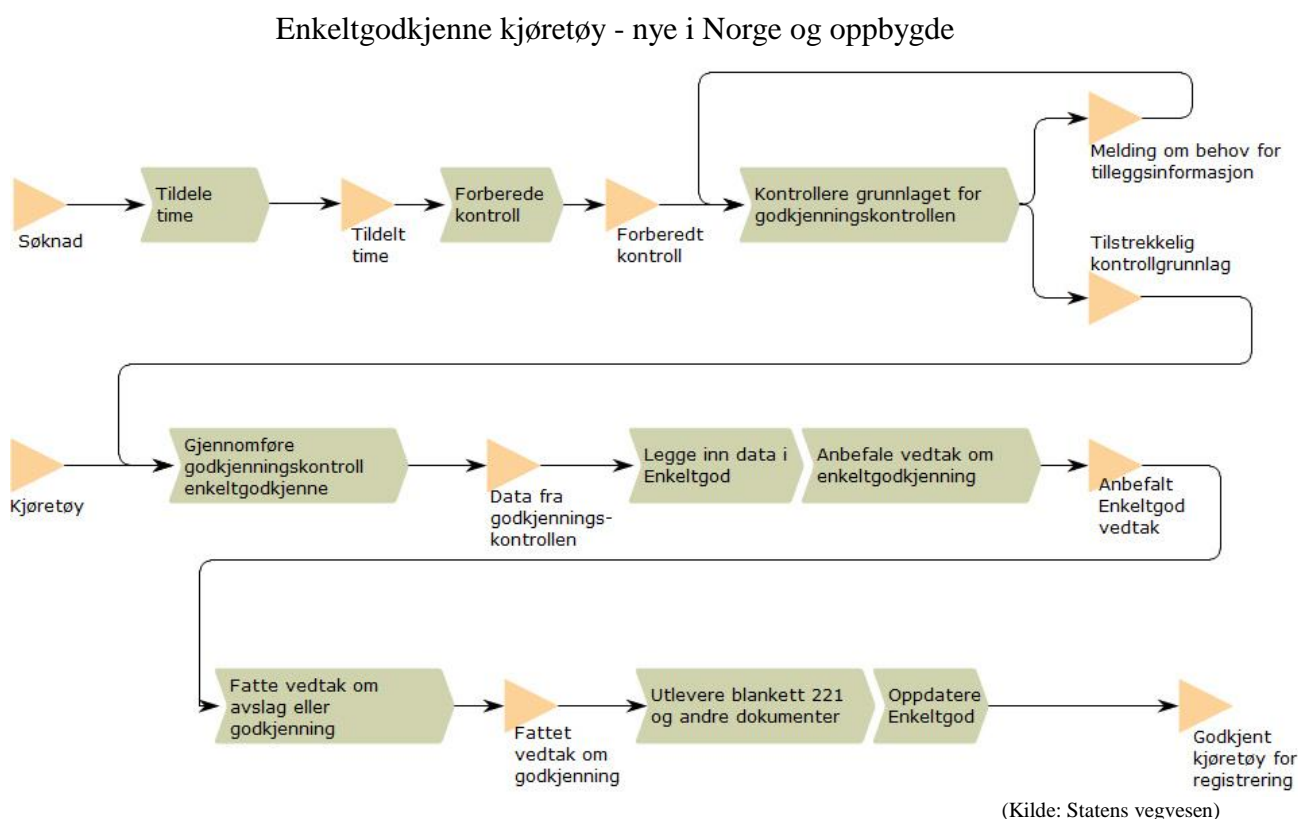 Enkeltgodkjenne kjøretøy - nye i Norge og oppbygde
Søknad
Tildele
time
Tildelt
time
Forberede
kontroll
Forberedt
kontroll
Kontrollere grunnlaget for
godkjenningskontrollen
Melding om behov for
tilleggsinformasjon
Tilstrekkelig
kontrollgrunnlag
Kjøretøy
Gjennomføre
godkjenningskontroll
enkeltgodkjenne
Data fra
godkjennings-
kontrollen
Legge inn data i
Enkeltgod
Anbefale vedtak om
enkeltgodkjenning
Anbefalt
Enkeltgod
vedtak
Fatte vedtak om
avslag eller
godkjenning
Fattet
vedtak om
godkjenning
Utlevere blankett 221
og andre dokumenter
Oppdatere
Enkeltgod
Godkjent
kjøretøy for
registrering
(Kilde: Statens vegvesen)